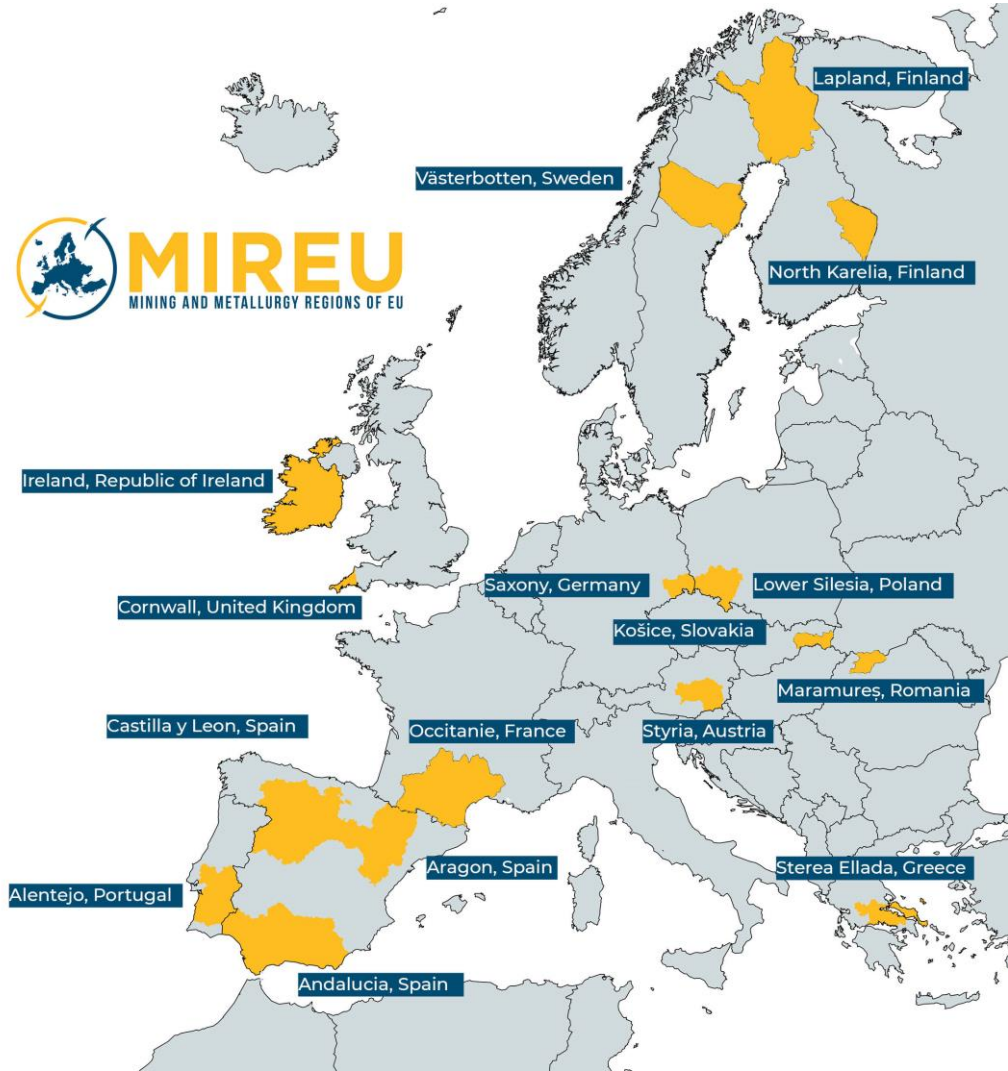 Lapland, Finland
Västerbotten, Sweden
MIREU
MINING AND METALLURGY REGIONS OF EU
North Karelia, Finland
Ireland, Republic of Ireland
Cornwall, United Kingdom
Saxony, Germany
Lower Silesia, Poland
Košice, Slovakia
Maramureș, Romania
Castilla y Leon, Spain
Occitanie, France
Styria, Austria
Aragon, Spain
Sterea Ellada, Greece
Alentejo, Portugal
Andalucia, Spain